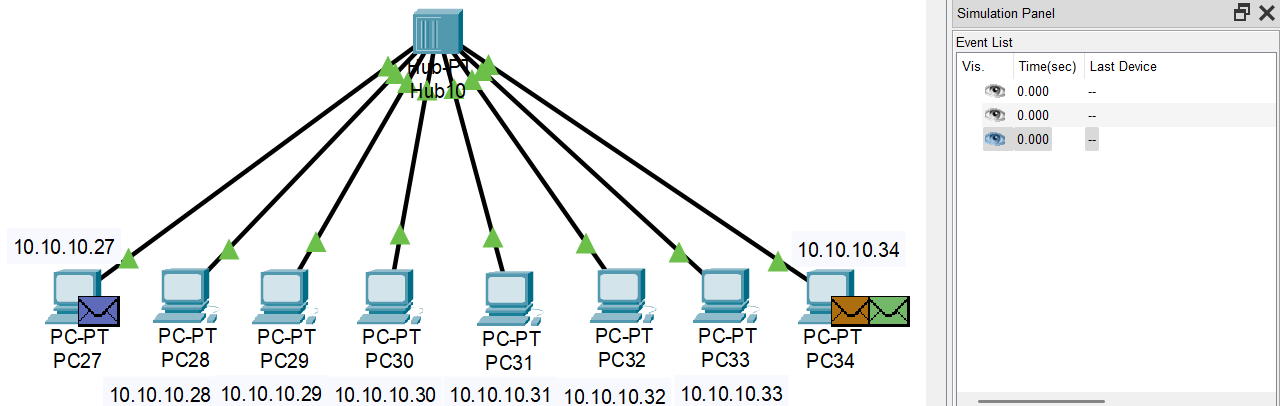 Simulation Panel
Event List
Vis. Time(sec) Last Device
0.000 --
0.000 --
0.000 --
Hub-PT
Hub10
10.10.10.27
10.10.10.34
PC-PT
PC27
PC-PT
PC28
PC-PT
PC29
PC-PT
PC30
PC-PT
PC31
PC-PT
PC32
PC-PT
PC33
PC-PT
PC34
10.10.10.28
10.10.10.29
10.10.10.30
10.10.10.31
10.10.10.32
10.10.10.33